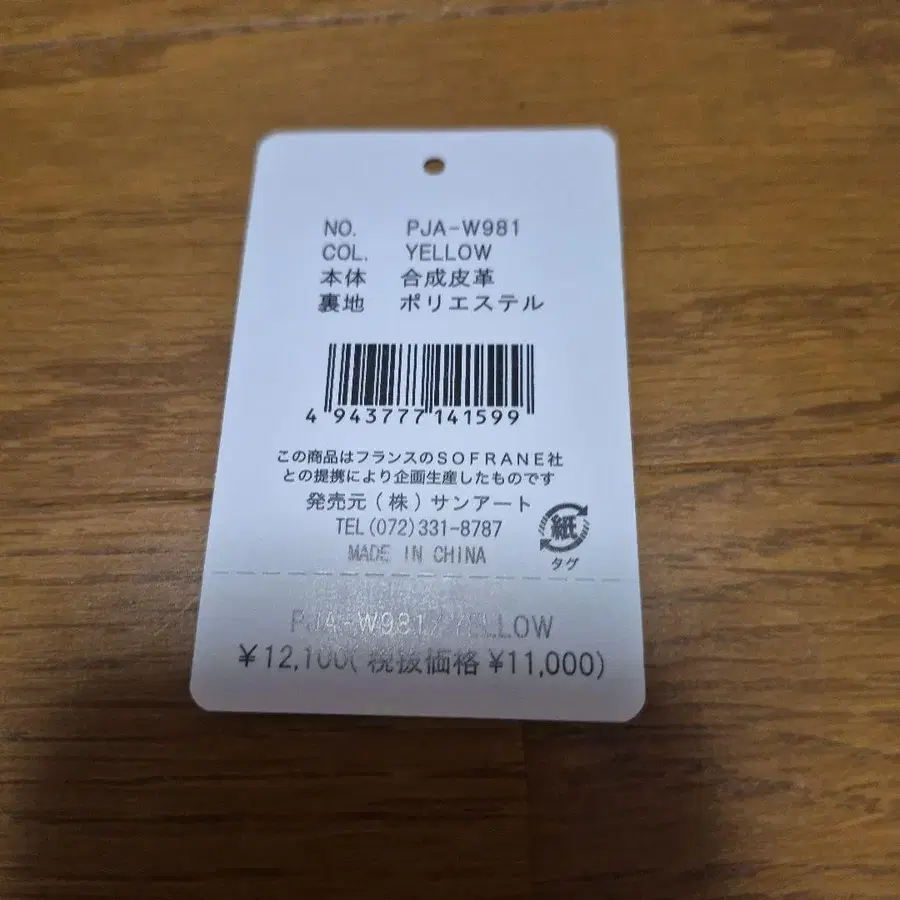 NO. PJA-W981
COL. YELLOW
本体 合成皮革
裏地 ポリエステル
4 943777 141599
この商品はフランスのSOFRANE社
との提携により企画生産したものです
発売元(株)サンアート
TEL(072)331-8787
MADE IN CHINA
紙
タグ
PJA-W981 YELLOW
¥12,100(税抜価格¥11,000)